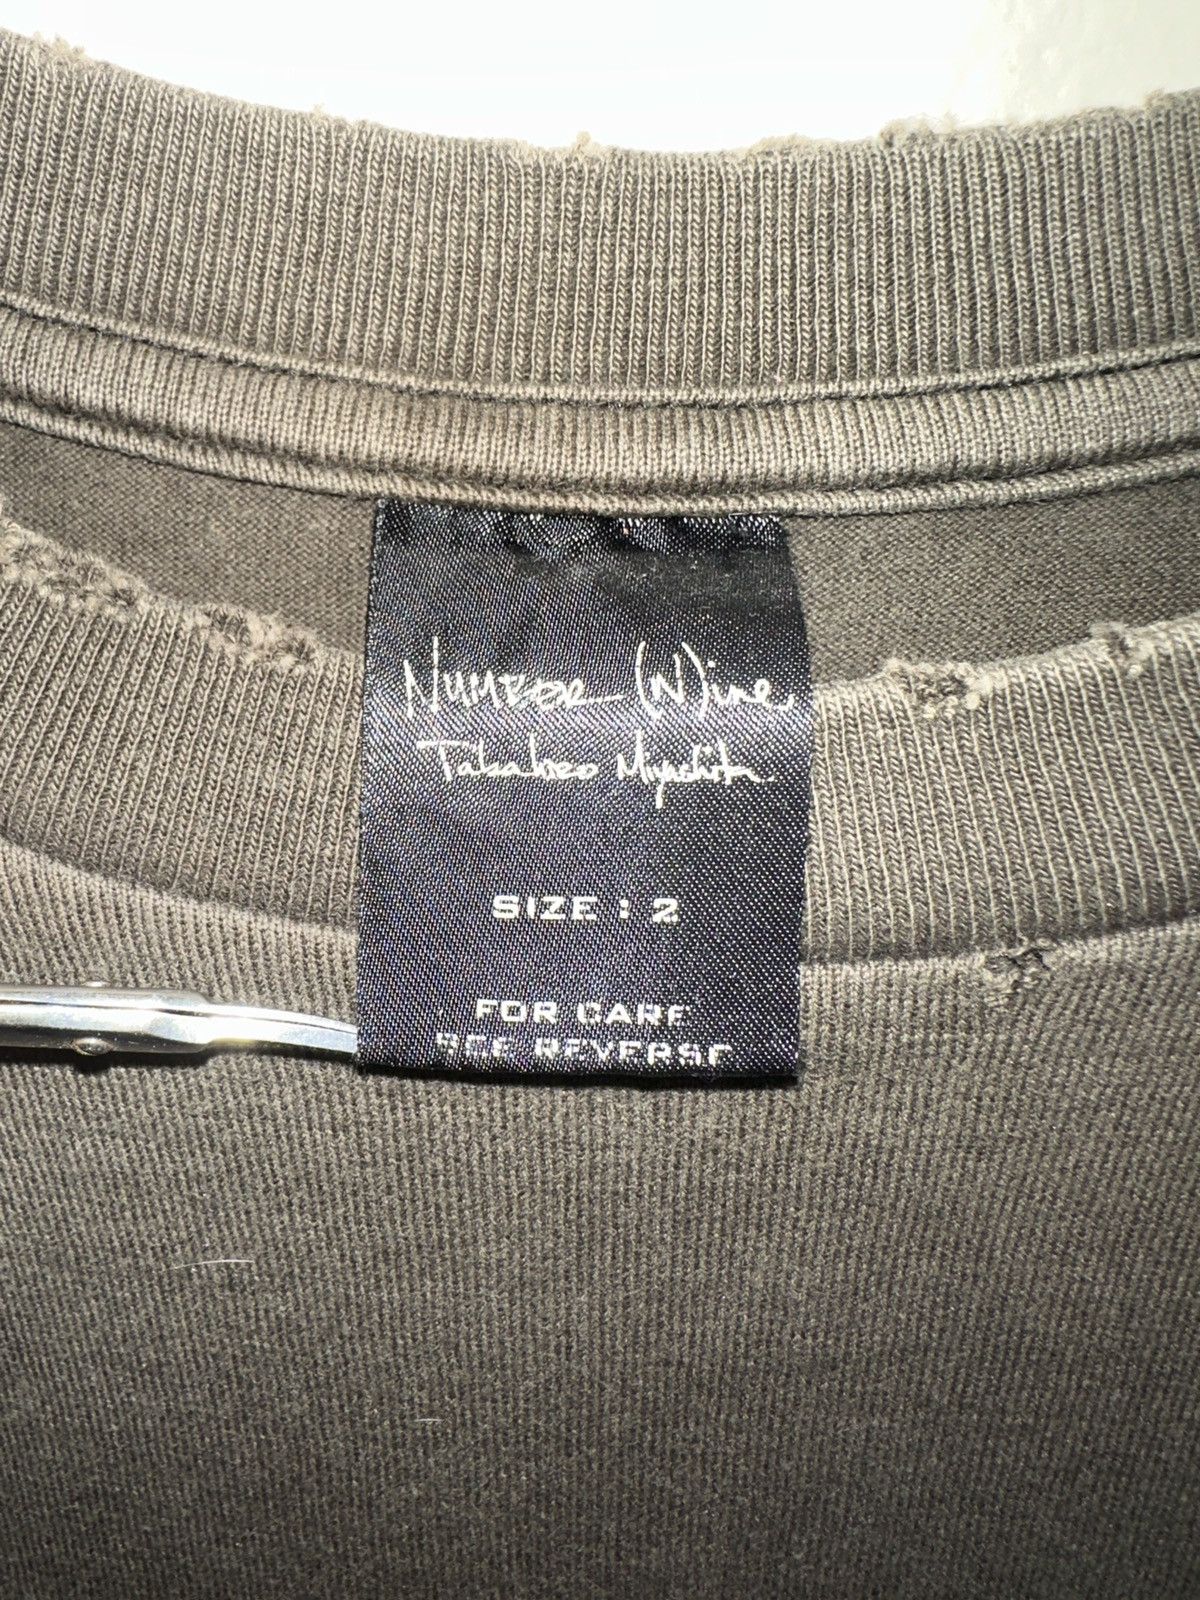 NUMBER (N)ine
Takahiro Miyashita
SIZE : 2
FOR CARE
SEE REVERSE